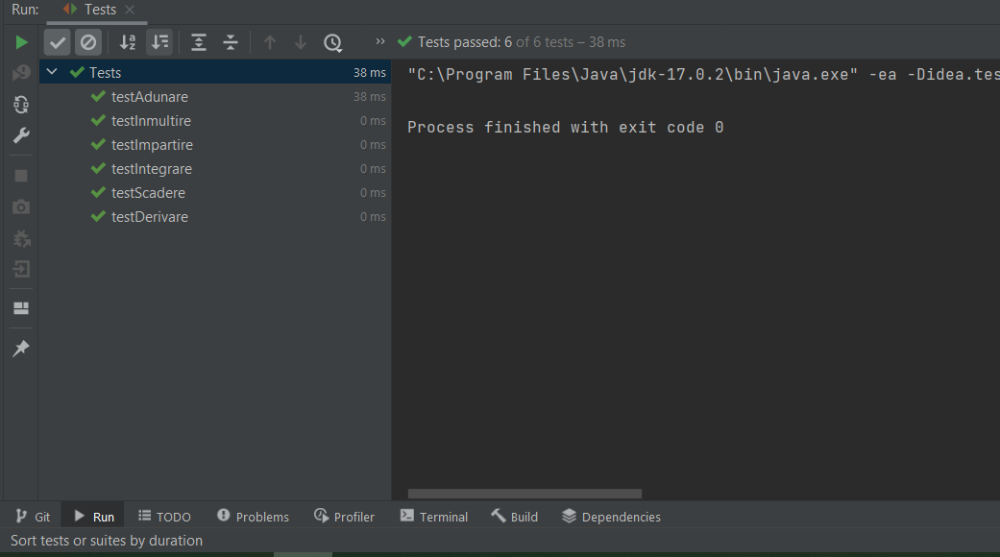 Run: Tests
Tests passed: 6 of 6 tests – 38 ms
Tests 38 ms
testAdunare 38 ms
testInmultire 0 ms
testImpartire 0 ms
testIntegrare 0 ms
testScadere 0 ms
testDerivare 0 ms
"C:\Program Files\Java\jdk-17.0.2\bin\java.exe" -ea -Didea.tes
Process finished with exit code 0
Git Run TODO Problems Profiler Terminal Build Dependencies
Sort tests or suites by duration